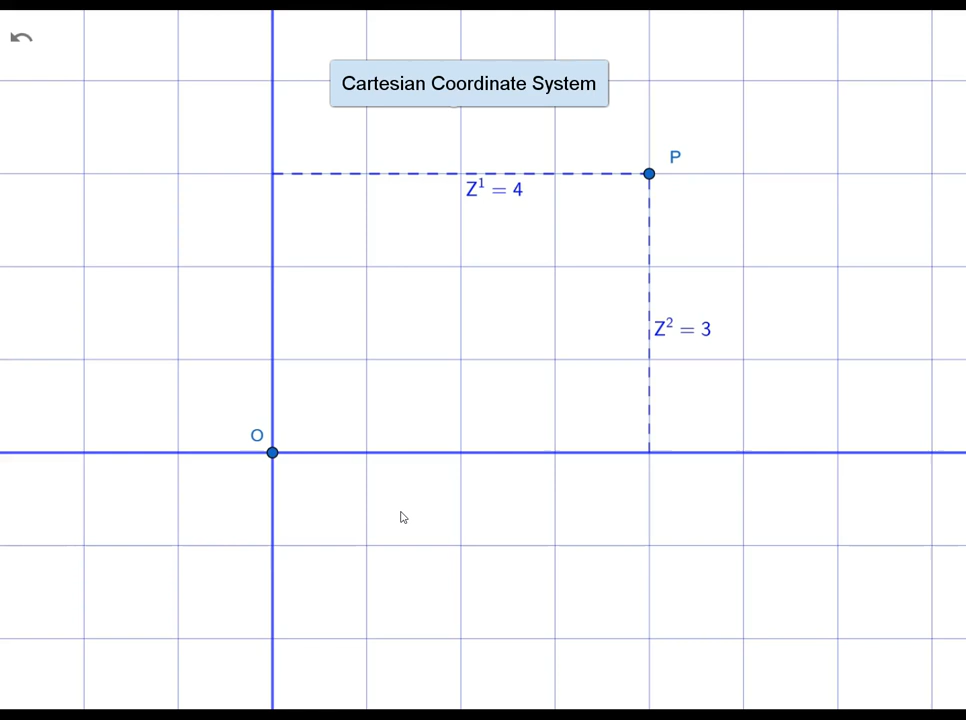 Cartesian Coordinate System
P
Z¹ = 4
Z² = 3
O